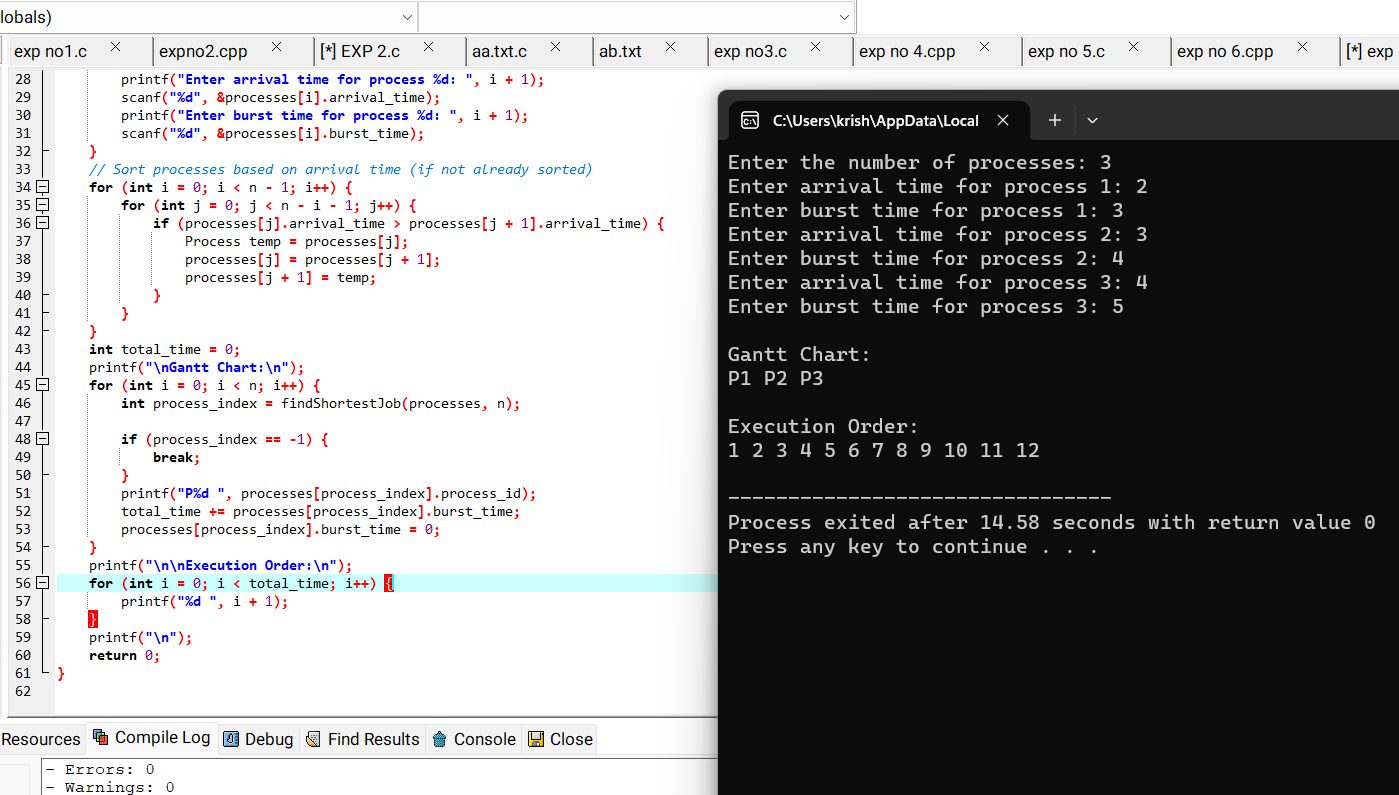 lobals)
exp no1.c expno2.cpp [*] EXP 2.c aa.txt.c ab.txt exp no3.c exp no 4.cpp exp no 5.c exp no 6.cpp [*] exp
28 printf("Enter arrival time for process %d: ", i + 1);
29 scanf("%d", &processes[i].arrival_time);
30 printf("Enter burst time for process %d: ", i + 1);
31 scanf("%d", &processes[i].burst_time);
32 }
33 // Sort processes based on arrival time (if not already sorted)
34 for (int i = 0; i < n - 1; i++) {
35 for (int j = 0; j < n - i - 1; j++) {
36 if (processes[j].arrival_time > processes[j + 1].arrival_time) {
37 Process temp = processes[j];
38 processes[j] = processes[j + 1];
39 processes[j + 1] = temp;
40 }
41 }
42 }
43 int total_time = 0;
44 printf("\nGantt Chart:\n");
45 for (int i = 0; i < n; i++) {
46 int process_index = findShortestJob(processes, n);
47
48 if (process_index == -1) {
49 break;
50 }
51 printf("P%d ", processes[process_index].process_id);
52 total_time += processes[process_index].burst_time;
53 processes[process_index].burst_time = 0;
54 }
55 printf("\n\nExecution Order:\n");
56 for (int i = 0; i < total_time; i++) {
57 printf("%d ", i + 1);
58 }
59 printf("\n");
60 return 0;
61 }
62
Resources Compile Log Debug Find Results Console Close
- Errors: 0
- Warnings: 0
C:\Users\krish\AppData\Local
Enter the number of processes: 3
Enter arrival time for process 1: 2
Enter burst time for process 1: 3
Enter arrival time for process 2: 3
Enter burst time for process 2: 4
Enter arrival time for process 3: 4
Enter burst time for process 3: 5
Gantt Chart:
P1 P2 P3
Execution Order:
1 2 3 4 5 6 7 8 9 10 11 12
--------------------------------
Process exited after 14.58 seconds with return value 0
Press any key to continue . . .